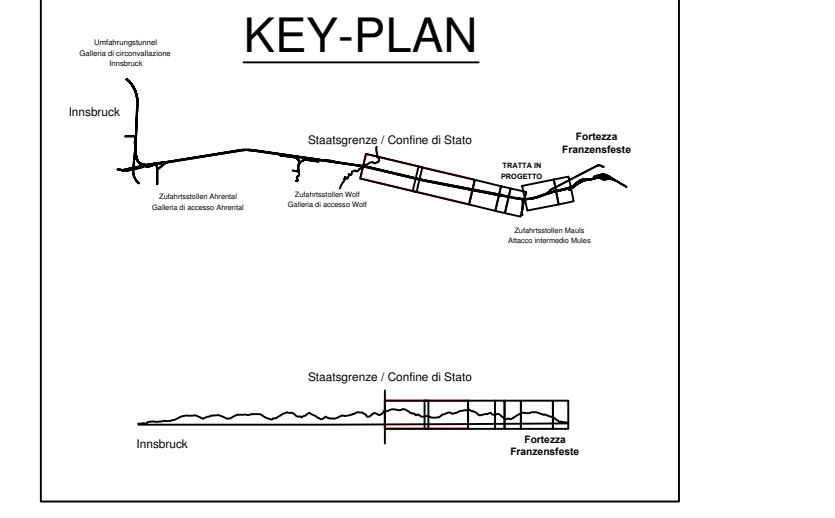 KEY-PLAN
Umfahrungstunnel
Galleria di circonvallazione
Innsbruck
Innsbruck
Staatsgrenze / Confine di Stato
Fortezza
Franzensfeste
TRATTA IN
PROGETTO
Zufahrtsstollen Ahrental
Galleria di accesso Ahrental
Zufahrtsstollen Wolf
Galleria di accesso Wolf
Zufahrtsstollen Mauls
Attacco intermedio Mules
Staatsgrenze / Confine di Stato
Innsbruck
Fortezza
Franzensfeste